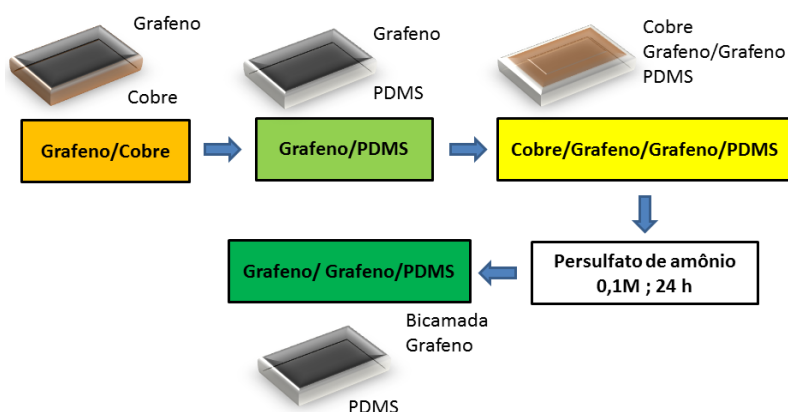 Grafeno
Cobre
Grafeno/Cobre
Grafeno
PDMS
Grafeno/PDMS
Cobre
Grafeno/Grafeno
PDMS
Cobre/Grafeno/Grafeno/PDMS
Persulfato de amônio
0,1M ; 24 h
Grafeno/ Grafeno/PDMS
Bicamada
Grafeno
PDMS